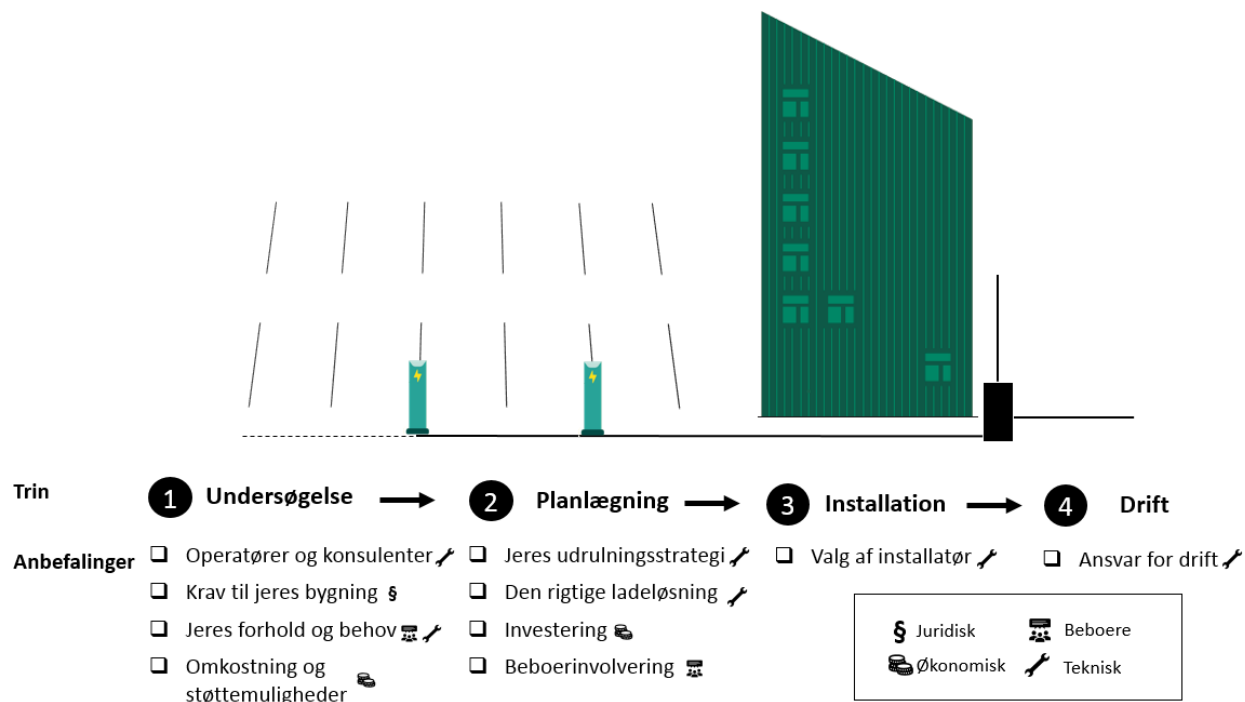 Trin
1 Undersøgelse
2 Planlægning
3 Installation
4 Drift
Anbefalinger
Operatører og konsulenter
Krav til jeres bygning §
Jeres forhold og behov
Omkostning og
støttemuligheder
Jeres udrulningsstrategi
Den rigtige ladeløsning
Investering
Beboerinvolvering
Valg af installatør
Ansvar for drift
§ Juridisk
Beboere
Økonomisk
Teknisk